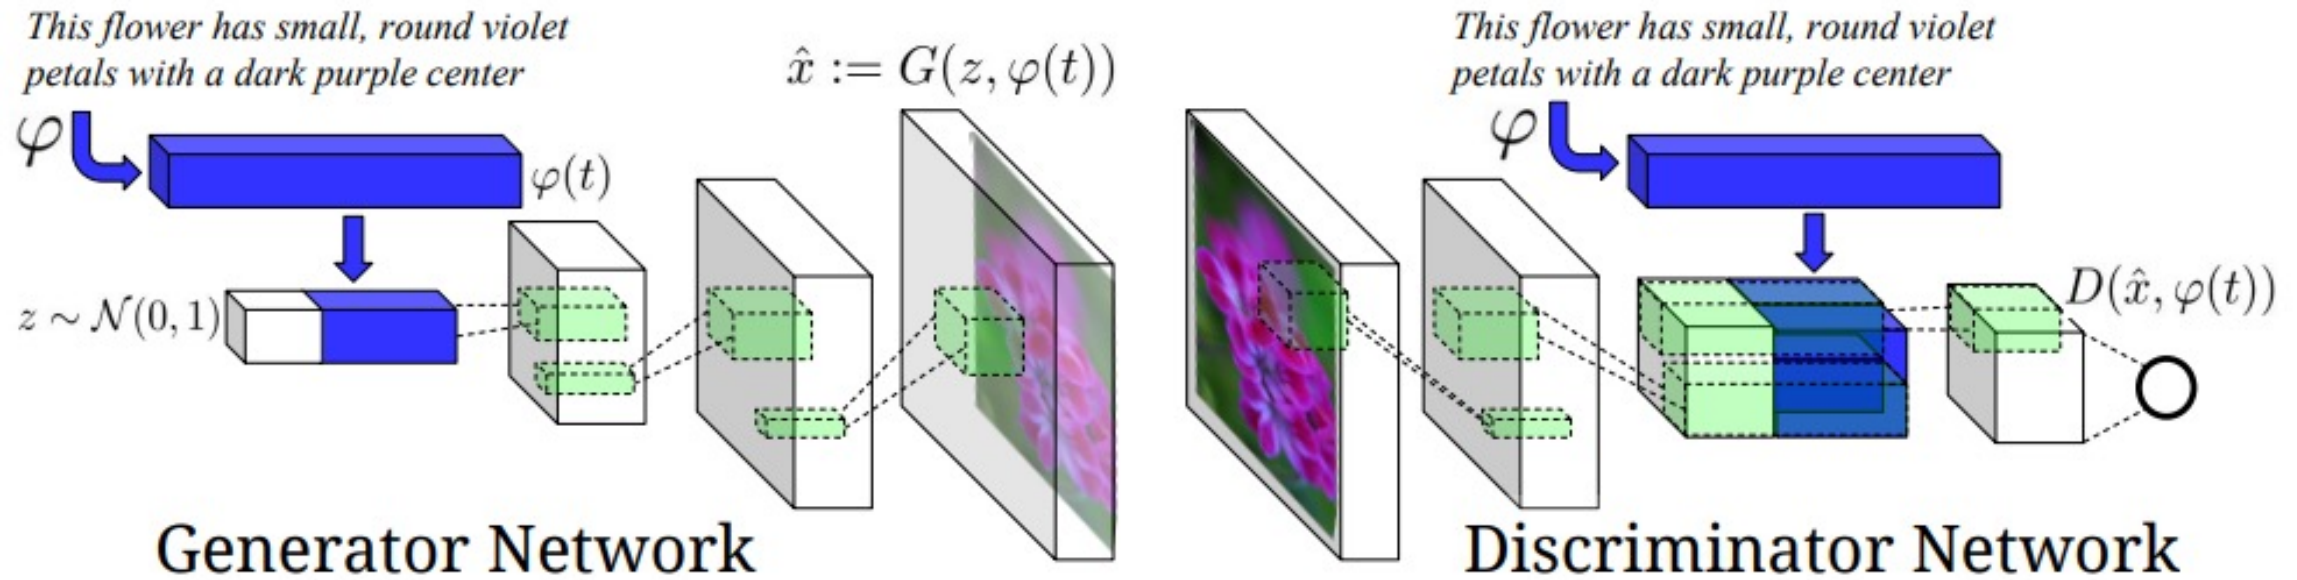 This flower has small, round violet
petals with a dark purple center
φ
φ(t)
z ~ 𝒩(0, 1)
x̂ := G(z, φ(t))
Generator Network
This flower has small, round violet
petals with a dark purple center
φ
D(x̂, φ(t))
Discriminator Network